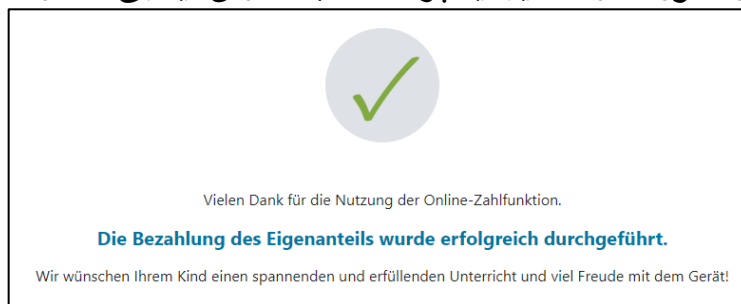 Vielen Dank für die Nutzung der Online-Zahlfunktion.
Die Bezahlung des Eigenanteils wurde erfolgreich durchgeführt.
Wir wünschen Ihrem Kind einen spannenden und erfüllenden Unterricht und viel Freude mit dem Gerät!